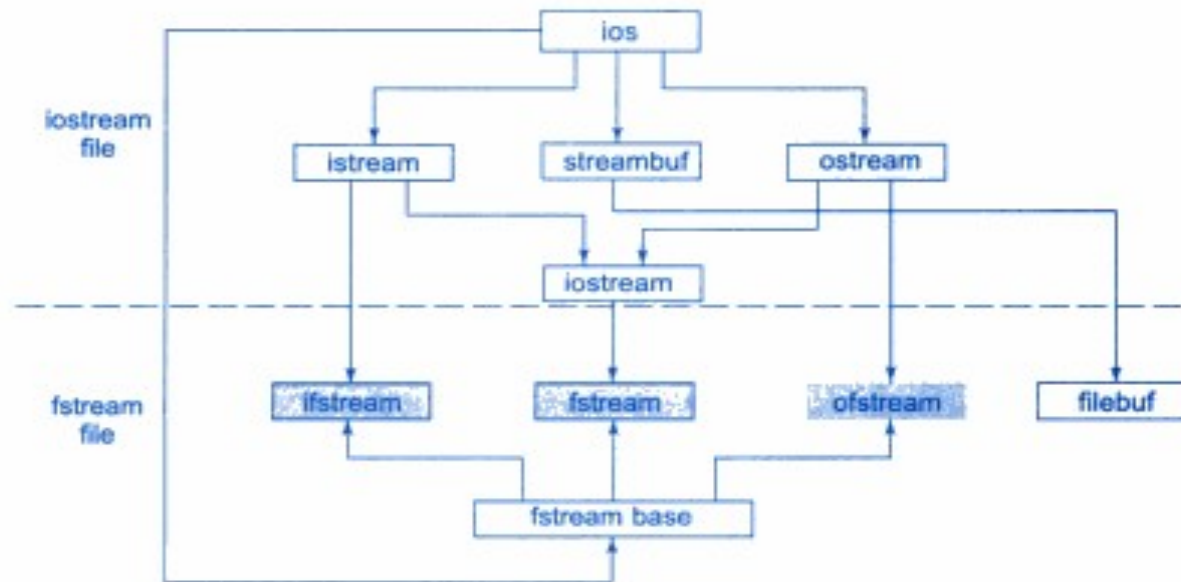 ios
iostream
file
istream
streambuf
ostream
iostream
fstream
file
ifstream
fstream
ofstream
filebuf
fstream base